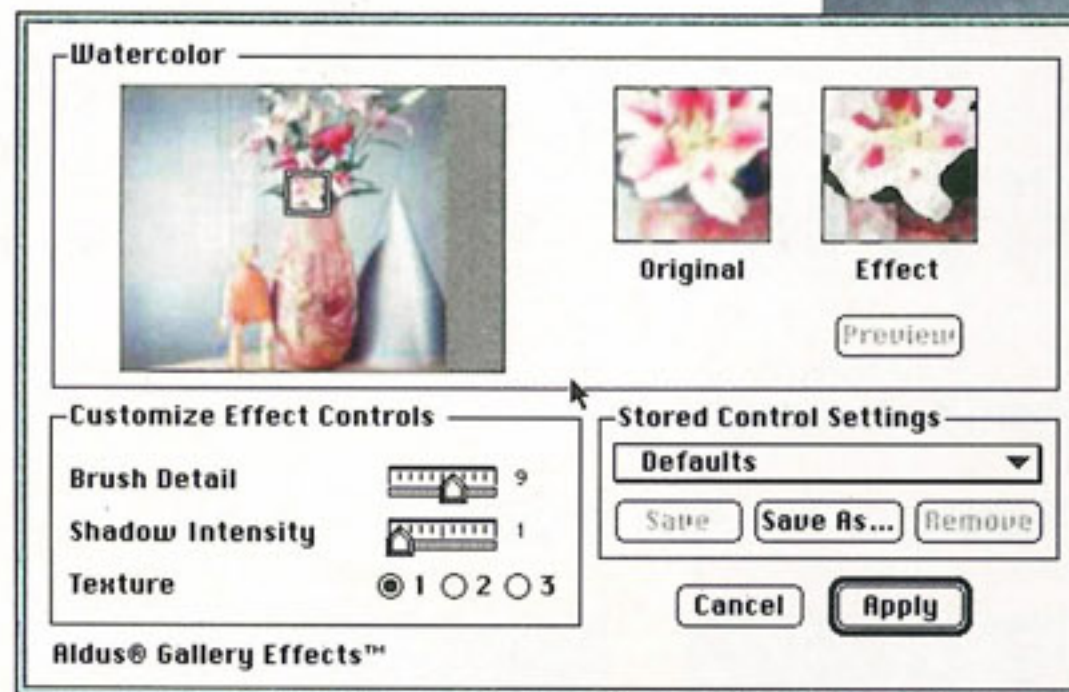 Watercolor
Original
Effect
Preview
Customize Effect Controls
Brush Detail 9
Shadow Intensity 1
Texture 1 2 3
Stored Control Settings
Defaults
Save Save As... Remove
Cancel Apply
Aldus® Gallery Effects™